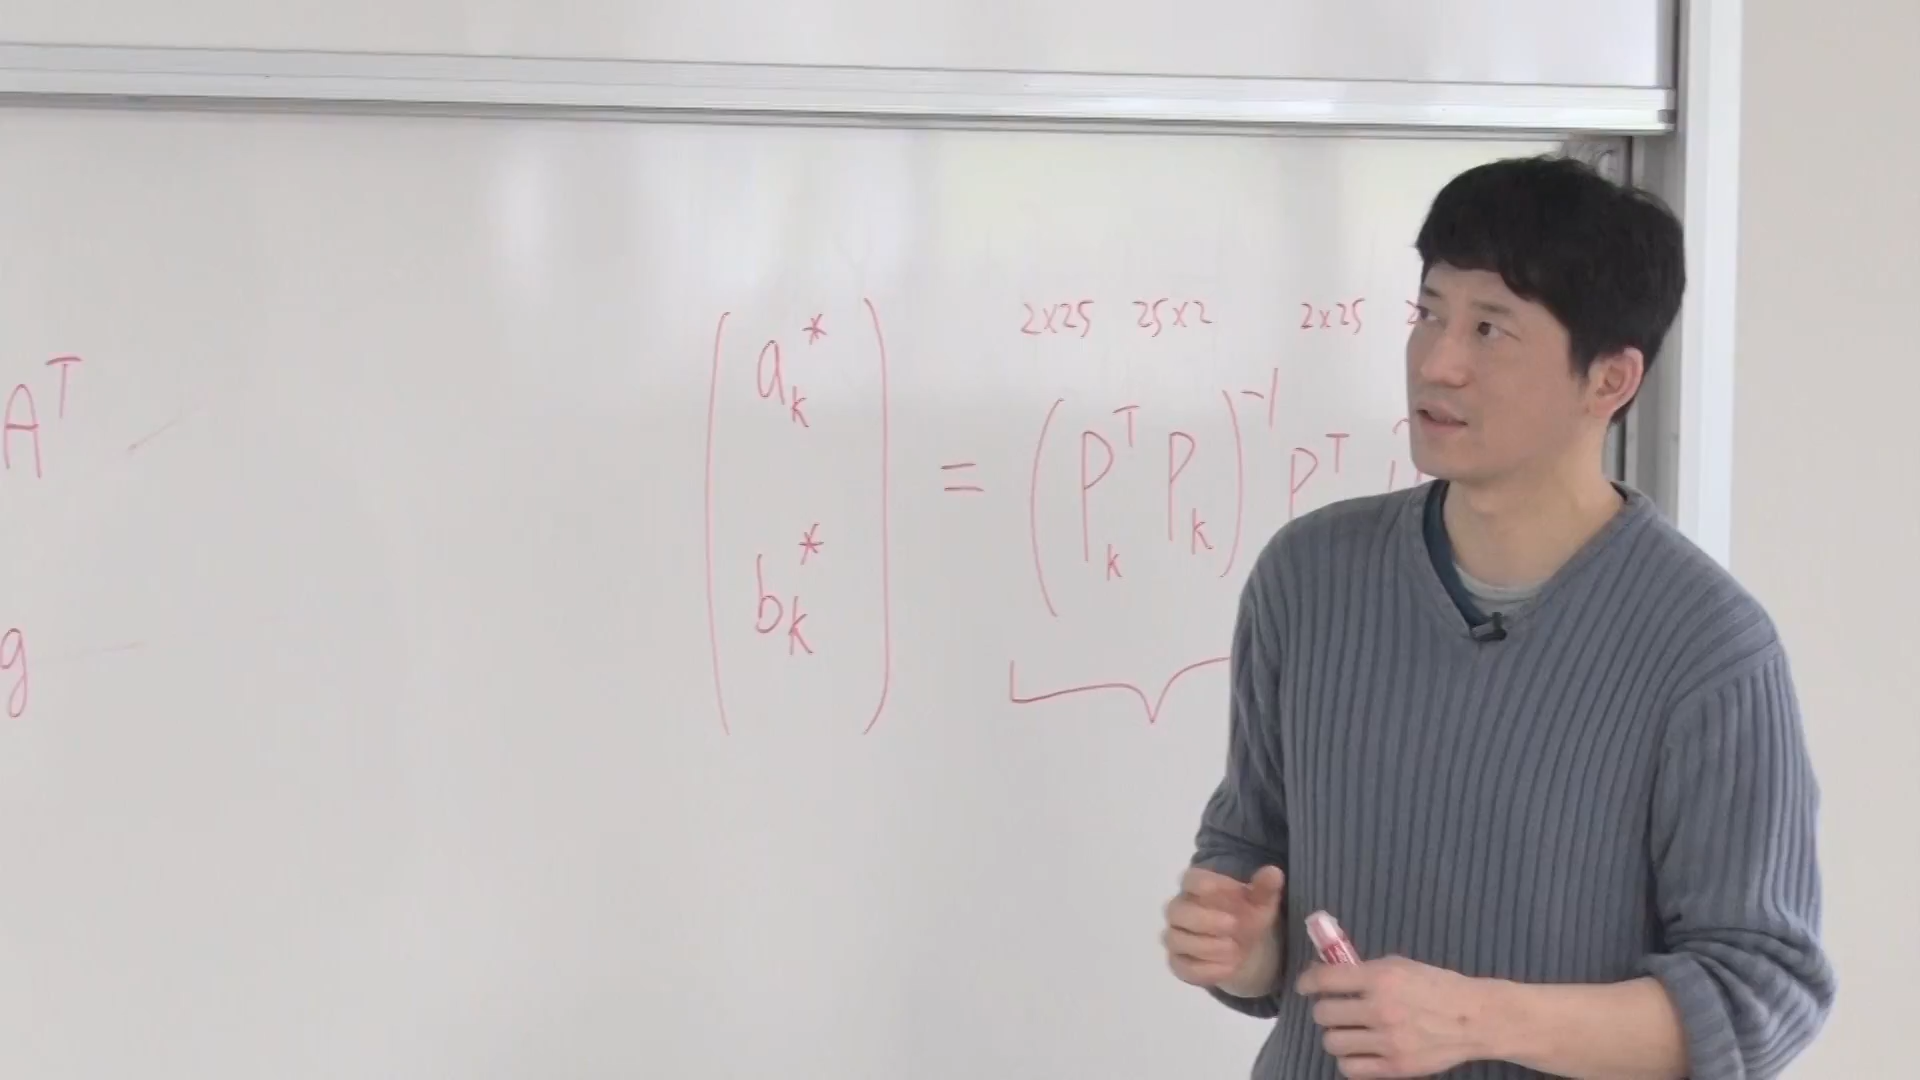 2x25 25x2 2x25
A^T
(a_k^* b_k^*) = (P_k^T P_k)^-1 P^T
g